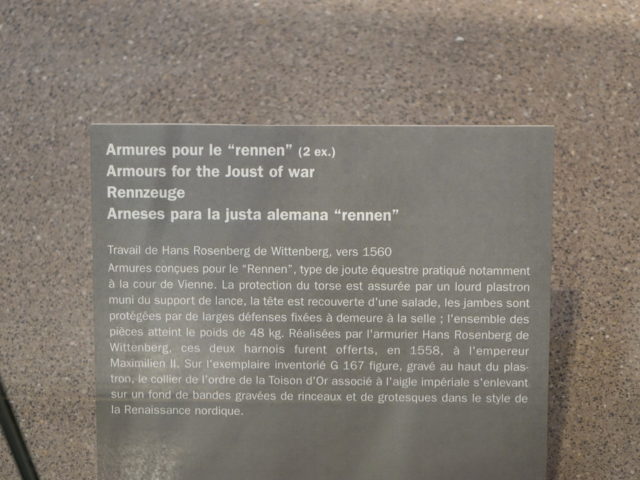 Armures pour le “rennen” (2 ex.)
Armours for the Joust of war
Rennzeuge
Arneses para la justa alemana “rennen”
Travail de Hans Rosenberg de Wittenberg, vers 1560
Armures conçues pour le "Rennen", type de joute équestre pratiqué notamment
à la cour de Vienne. La protection du torse est assurée par un lourd plastron
muni du support de lance, la tête est recouverte d'une salade, les jambes sont
protégées par de larges défenses fixées à demeure à la selle ; l'ensemble des
pièces atteint le poids de 48 kg. Réalisées par l'armurier Hans Rosenberg de
Wittenberg, ces deux harnois furent offerts, en 1558, à l'empereur
Maximilien II. Sur l'exemplaire inventorié G 167 figure, gravé au haut du plas-
tron, le collier de l'ordre de la Toison d'Or associé à l'aigle impériale s'enlevant
sur un fond de bandes gravées de rinceaux et de grotesques dans le style de
la Renaissance nordique.